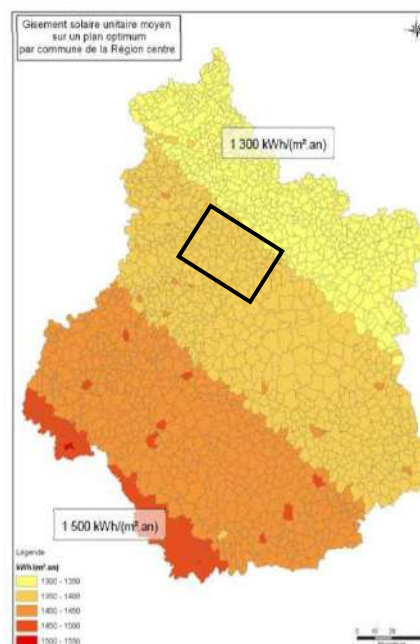 Gisement solaire unitaire moyen
sur un plan optimum
par commune de la Région centre
1 300 kWh/(m².an)
1 500 kWh/(m².an)
Légende
kWh/(m².an)
1300 - 1350
1350 - 1400
1400 - 1450
1450 - 1500
1500 - 1550